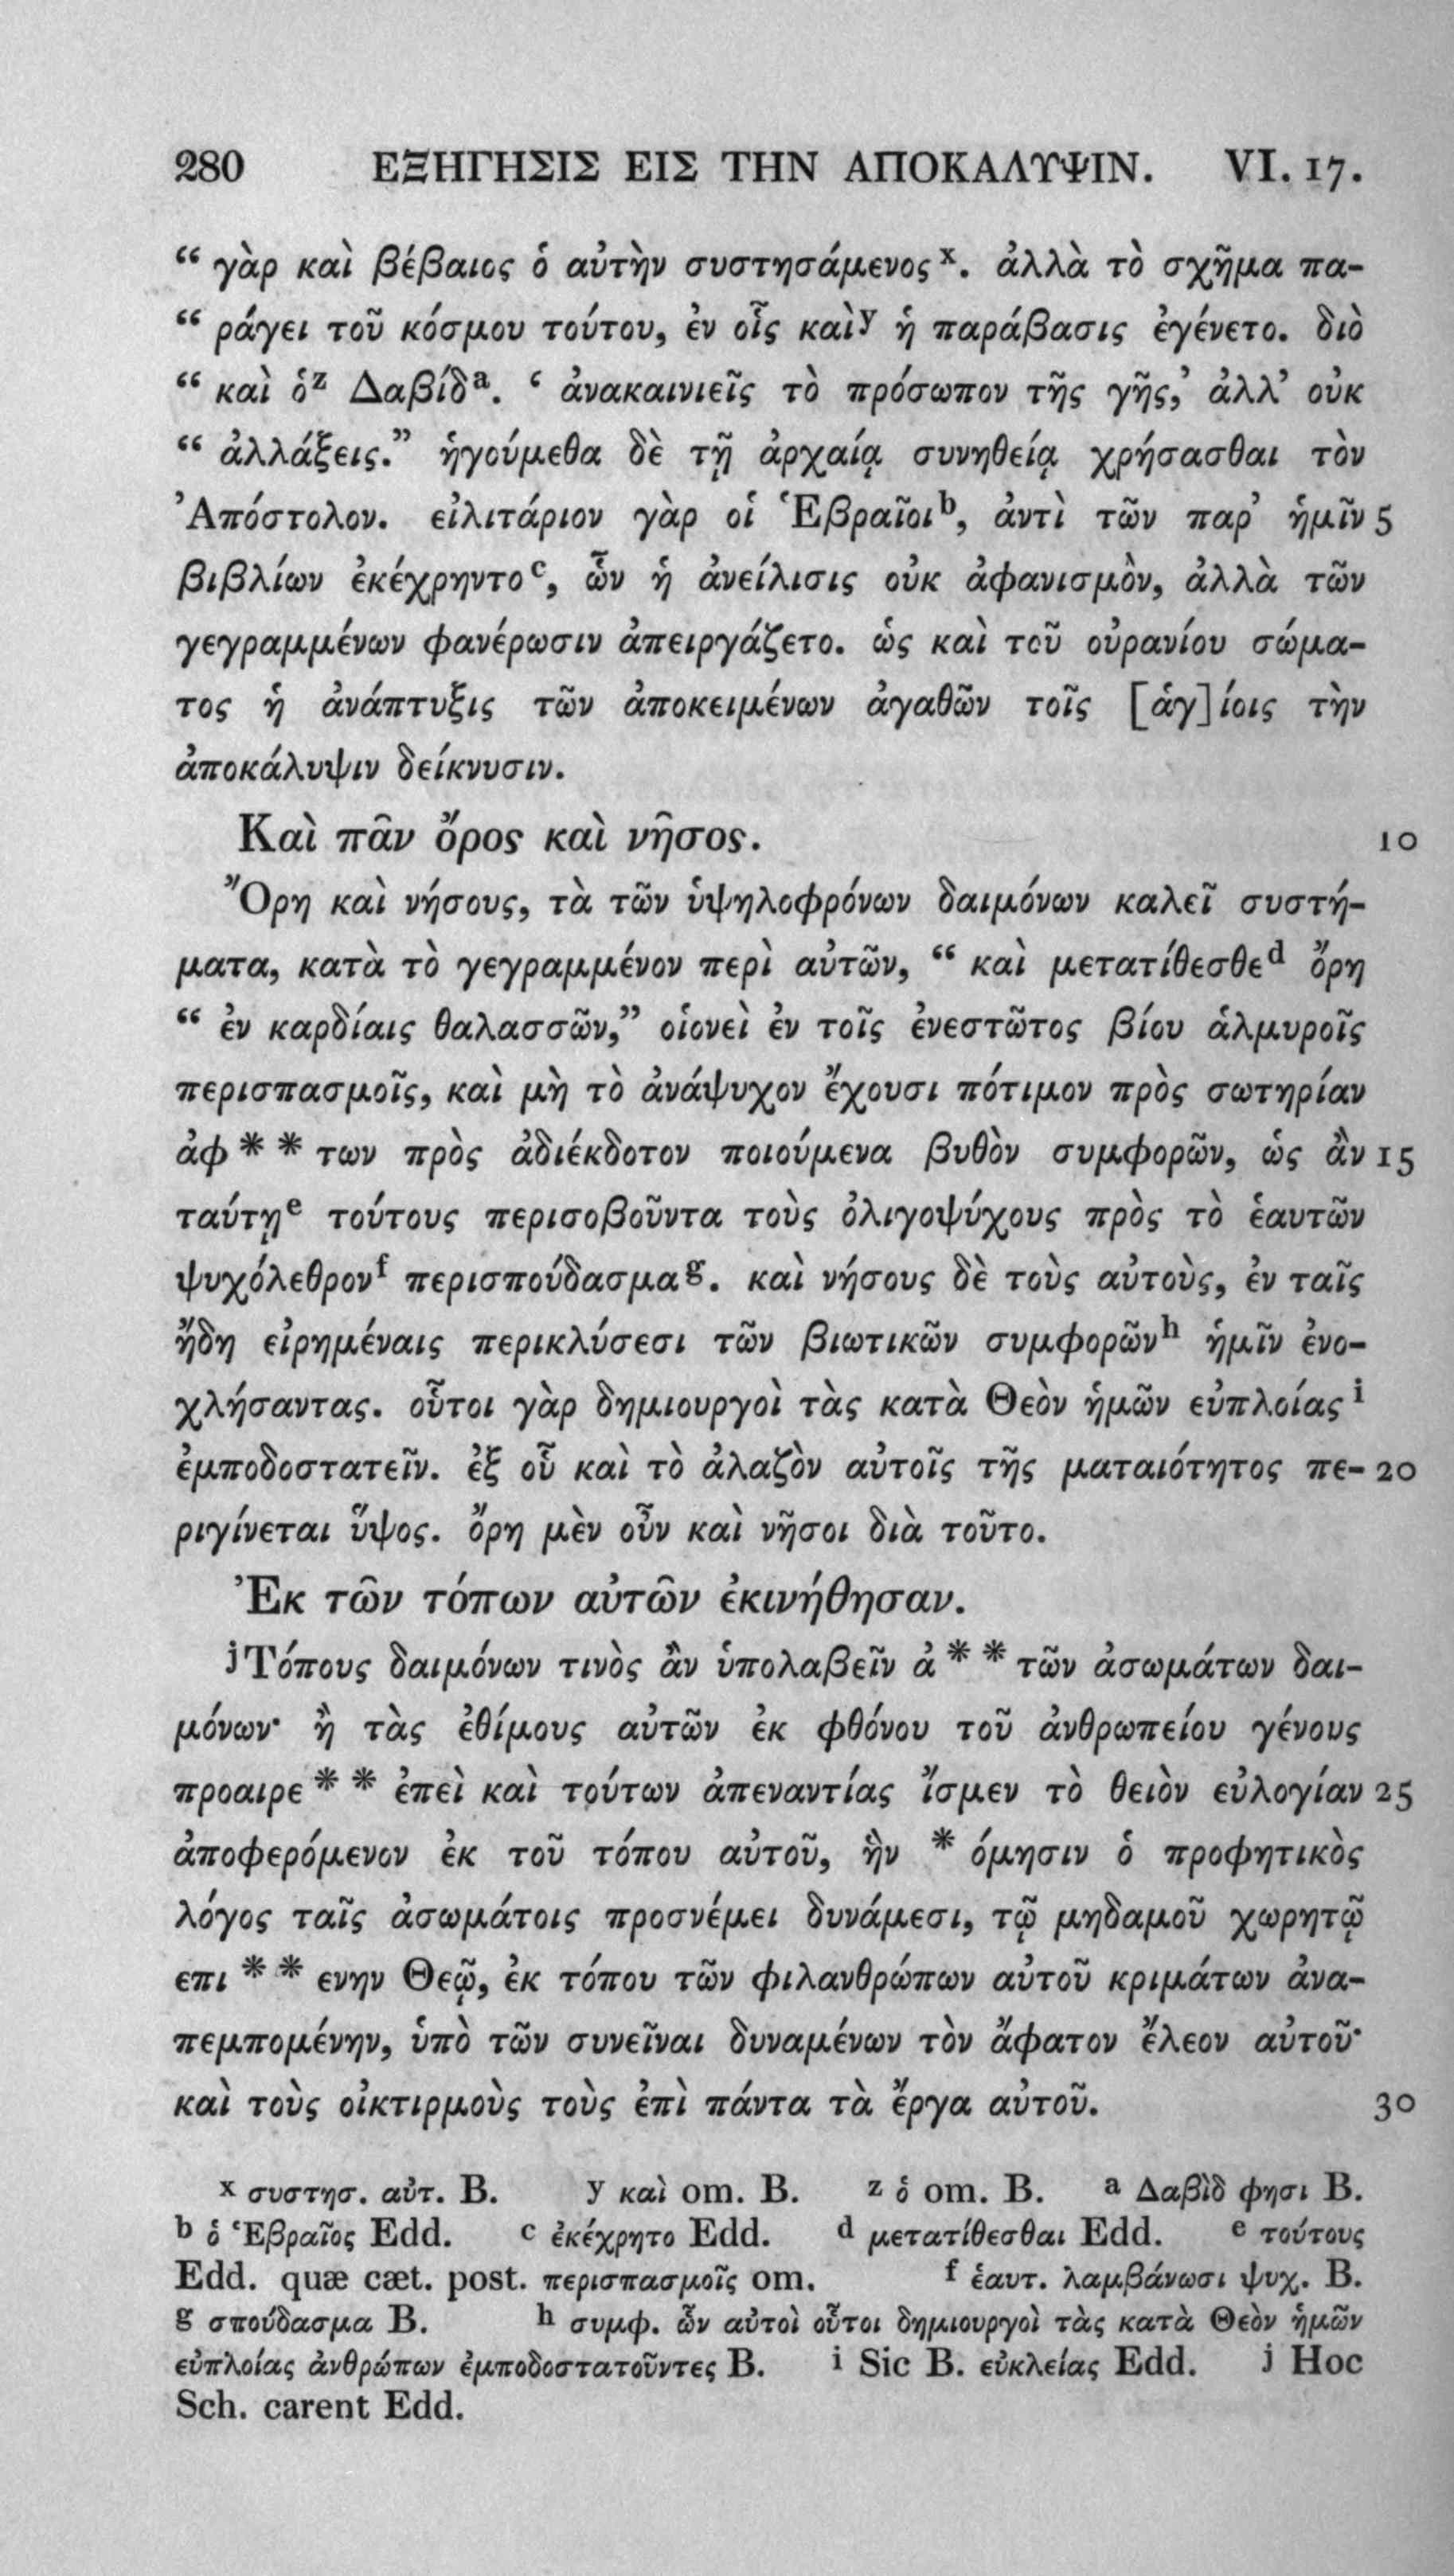 280 ΕΞΗΓΗΣΙΣ ΕΙΣ ΤΗΝ ΑΠΟΚΑΛΥΨΙΝ. VI. 17.
“ γὰρ καὶ βέβαιος ὁ αὐτὴν συστησάμενος x. ἀλλὰ τὸ σχῆμα πα-
“ ράγει τοῦ κόσμου τούτου, ἐν οἷς καὶ y ἡ παράβασις ἐγένετο. διὸ
“ καὶ ὁ z Δαβίδ a. ‘ ἀνακαινιεῖς τὸ πρόσωπον τῆς γῆς,’ ἀλλ’ οὐκ
“ ἀλλάξεις.” ἡγούμεθα δὲ τῇ ἀρχαίᾳ συνηθείᾳ χρήσασθαι τὸν
Ἀπόστολον. εἰλιτάριον γὰρ οἱ Ἑβραῖοι b, ἀντὶ τῶν παρ’ ἡμῖν 5
βιβλίων ἐκέχρηντο c, ὧν ἡ ἀνείλισις οὐκ ἀφανισμὸν, ἀλλὰ τῶν
γεγραμμένων φανέρωσιν ἀπειργάζετο. ὡς καὶ τοῦ οὐρανίου σώμα-
τος ἡ ἀνάπτυξις τῶν ἀποκειμένων ἀγαθῶν τοῖς [ἁγ]ίοις τὴν
ἀποκάλυψιν δείκνυσιν.
Καὶ πᾶν ὄρος καὶ νῆσος. 10
Ὄρη καὶ νήσους, τὰ τῶν ὑψηλοφρόνων δαιμόνων καλεῖ συστή-
ματα, κατὰ τὸ γεγραμμένον περὶ αὐτῶν, “ καὶ μετατίθεσθε d ὄρη
“ ἐν καρδίαις θαλασσῶν,” οἱονεὶ ἐν τοῖς ἐνεστῶτος βίου ἁλμυροῖς
περισπασμοῖς, καὶ μὴ τὸ ἀνάψυχον ἔχουσι πότιμον πρὸς σωτηρίαν
ἀφ * * των πρὸς ἀδιέκδοτον ποιούμενα βυθὸν συμφορῶν, ὡς ἂν 15
ταύτῃ e τούτους περισοβοῦντα τοὺς ὀλιγοψύχους πρὸς τὸ ἑαυτῶν
ψυχόλεθρον f περισπούδασμα g. καὶ νήσους δὲ τοὺς αὐτοὺς, ἐν ταῖς
ἤδη εἰρημέναις περικλύσεσι τῶν βιωτικῶν συμφορῶν h ἡμῖν ἐνο-
χλήσαντας. οὗτοι γὰρ δημιουργοὶ τὰς κατὰ Θεὸν ἡμῶν εὐπλοίας i
ἐμποδοστατεῖν. ἐξ οὗ καὶ τὸ ἀλαζὸν αὐτοῖς τῆς ματαιότητος πε- 20
ριγίνεται ὕψος. ὄρη μὲν οὖν καὶ νῆσοι διὰ τοῦτο.
Ἐκ τῶν τόπων αὐτῶν ἐκινήθησαν.
j Τόπους δαιμόνων τινὸς ἂν ὑπολαβεῖν ἀ * * τῶν ἀσωμάτων δαι-
μόνων· ἢ τὰς ἐθίμους αὐτῶν ἐκ φθόνου τοῦ ἀνθρωπείου γένους
προαιρε * * ἐπεὶ καὶ τούτων ἀπεναντίας ἴσμεν τὸ θειὸν εὐλογίαν 25
ἀποφερόμενον ἐκ τοῦ τόπου αὐτοῦ, ἣν * όμησιν ὁ προφητικὸς
λόγος ταῖς ἀσωμάτοις προσνέμει δυνάμεσι, τῷ μηδαμοῦ χωρητῷ
επι * * ενην Θεῷ, ἐκ τόπου τῶν φιλανθρώπων αὐτοῦ κριμάτων ἀνα-
πεμπομένην, ὑπὸ τῶν συνεῖναι δυναμένων τὸν ἄφατον ἔλεον αὐτοῦ·
καὶ τοὺς οἰκτιρμοὺς τοὺς ἐπὶ πάντα τὰ ἔργα αὐτοῦ. 30
x συστησ. αὐτ. B. y καὶ om. B. z ὁ om. B. a Δαβὶδ φησι B.
b ὁ Ἑβραῖος Edd. c ἐκέχρητο Edd. d μετατίθεσθαι Edd. e τούτους
Edd. quæ cæt. post. περισπασμοῖς om. f ἑαυτ. λαμβάνωσι ψυχ. B.
g σπούδασμα B. h συμφ. ὧν αὐτοὶ οὗτοι δημιουργοὶ τὰς κατὰ Θεὸν ἡμῶν
εὐπλοίας ἀνθρώπων ἐμποδοστατοῦντες B. i Sic B. εὐκλείας Edd. j Hoc
Sch. carent Edd.